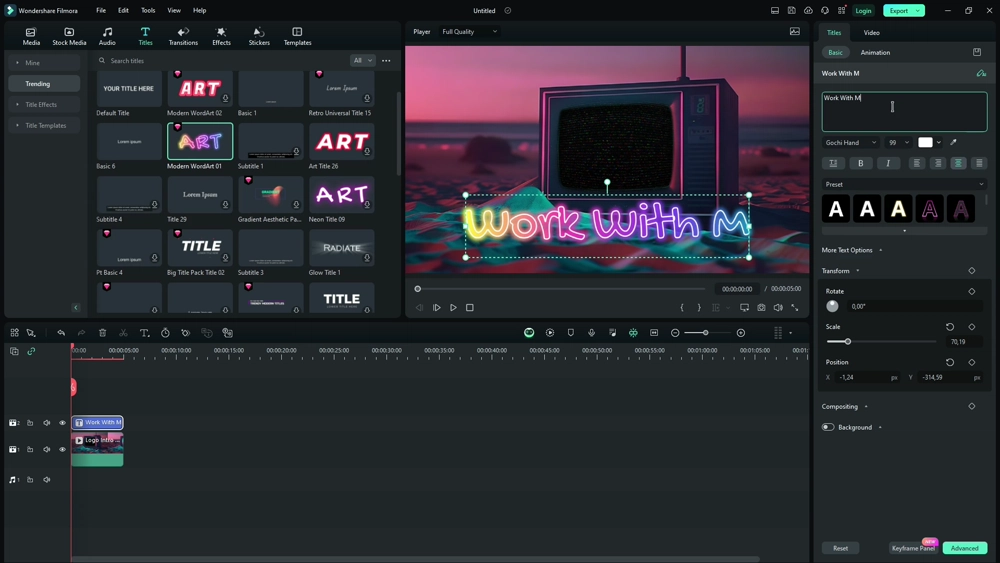 Wondershare Filmora
File
Edit
Tools
View
Help
Untitled
Login
Export
Media
Stock Media
Audio
Titles
Transitions
Effects
Stickers
Templates
Player
Full Quality
Titles
Video
Mine
Trending
Title Effects
Title Templates
Search titles
All
Basic
Animation
YOUR TITLE HERE
ART
Lorem Ipsum
Default Title
Modern WordArt 02
Basic 1
Retro Universal Title 15
Lorem ipsum
ART
ART
Basic 6
Modern WordArt 01
Subtitle 1
Art Title 26
Lorem Ipsum
ART
Subtitle 4
Title 29
Gradient Aesthetic Pa...
Neon Title 09
Lorem ipsum
TITLE
RADIATE
Pt Basic 4
Big Title Pack Title 02
Subtitle 3
Glow Title 1
TITLE
Work With M
00:00:00:00 / 00:00:05:00
Work With M
Work With M
Gochi Hand
99
B
I
Preset
A A A A A
More Text Options
Transform
Rotate
0,00°
Scale
70,19
Position
X -1,24 px Y -314,59 px
Compositing
Background
Reset
Keyframe Panel
NEW
Advanced
:00:00 00:00:05:00 00:00:10:00 00:00:15:00 00:00:20:00 00:00:25:00 00:00:30:00 00:00:35:00 00:00:40:00 00:00:45:00 00:00:50:00 00:00:55:00 00:01:00:00 00:01:05:00 00:01:
2
Work With M
1
Logo Intro ...
1